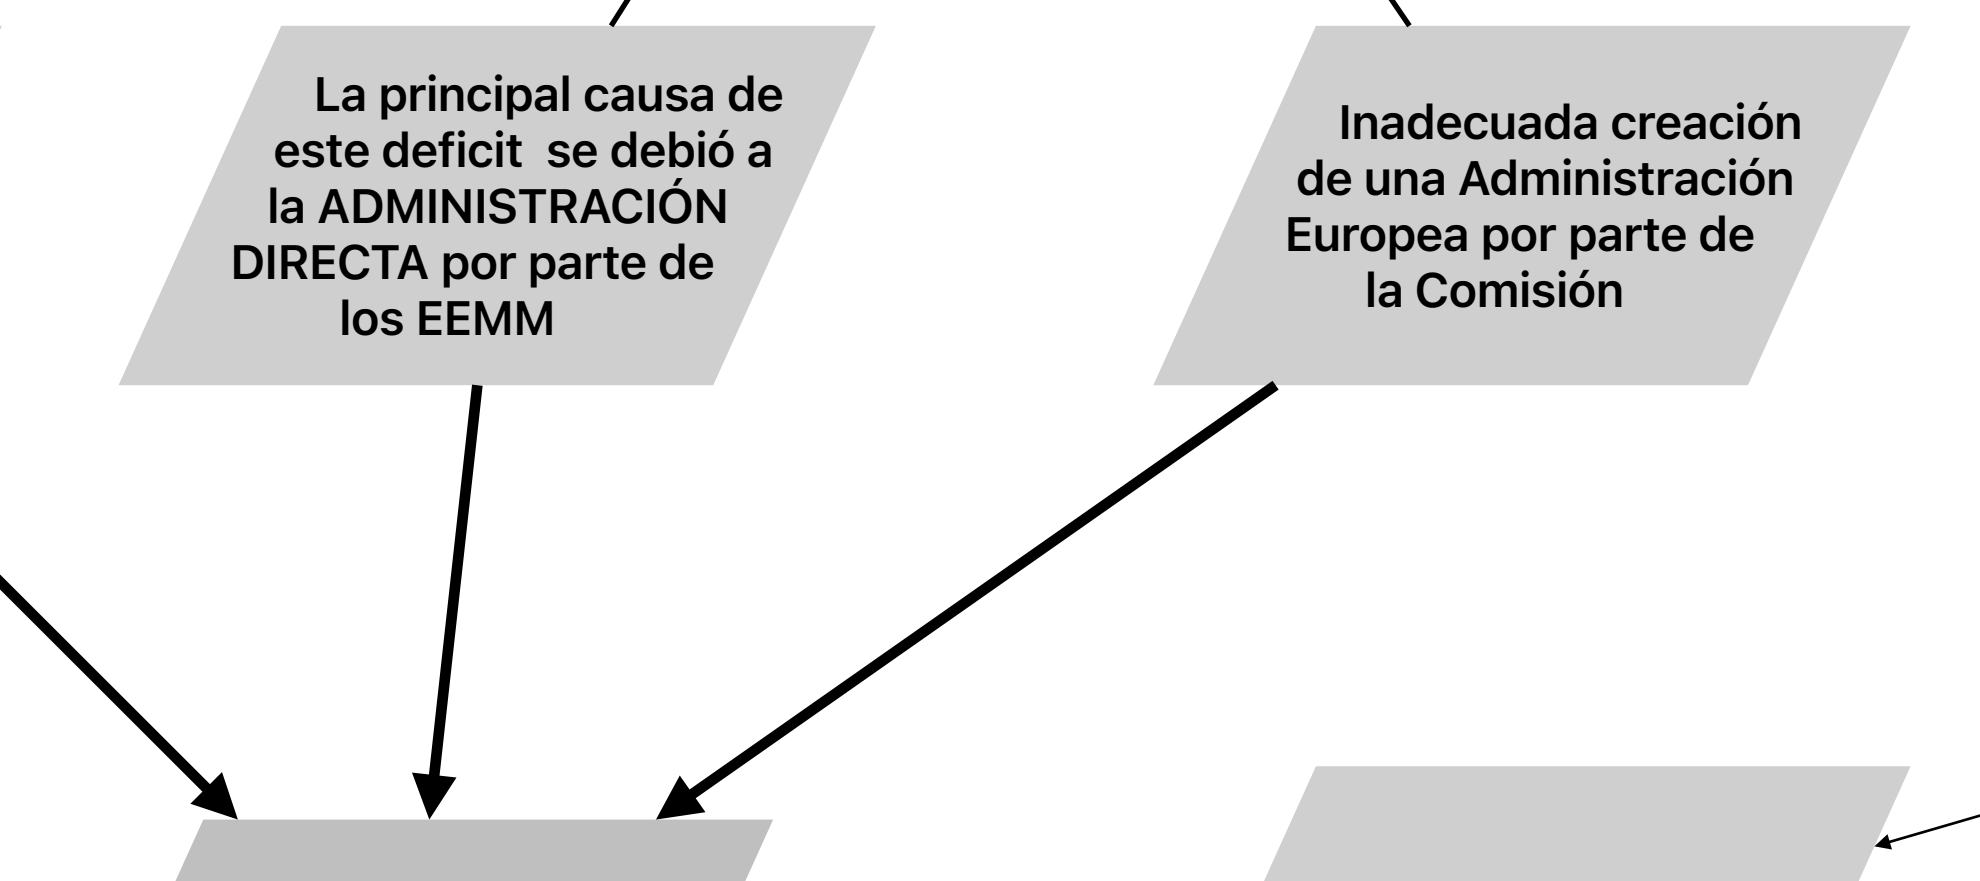 La principal causa de
este deficit  se debió a
la ADMINISTRACIÓN
DIRECTA por parte de
los EEMM
Inadecuada creación
de una Administración
Europea por parte de
la Comisión